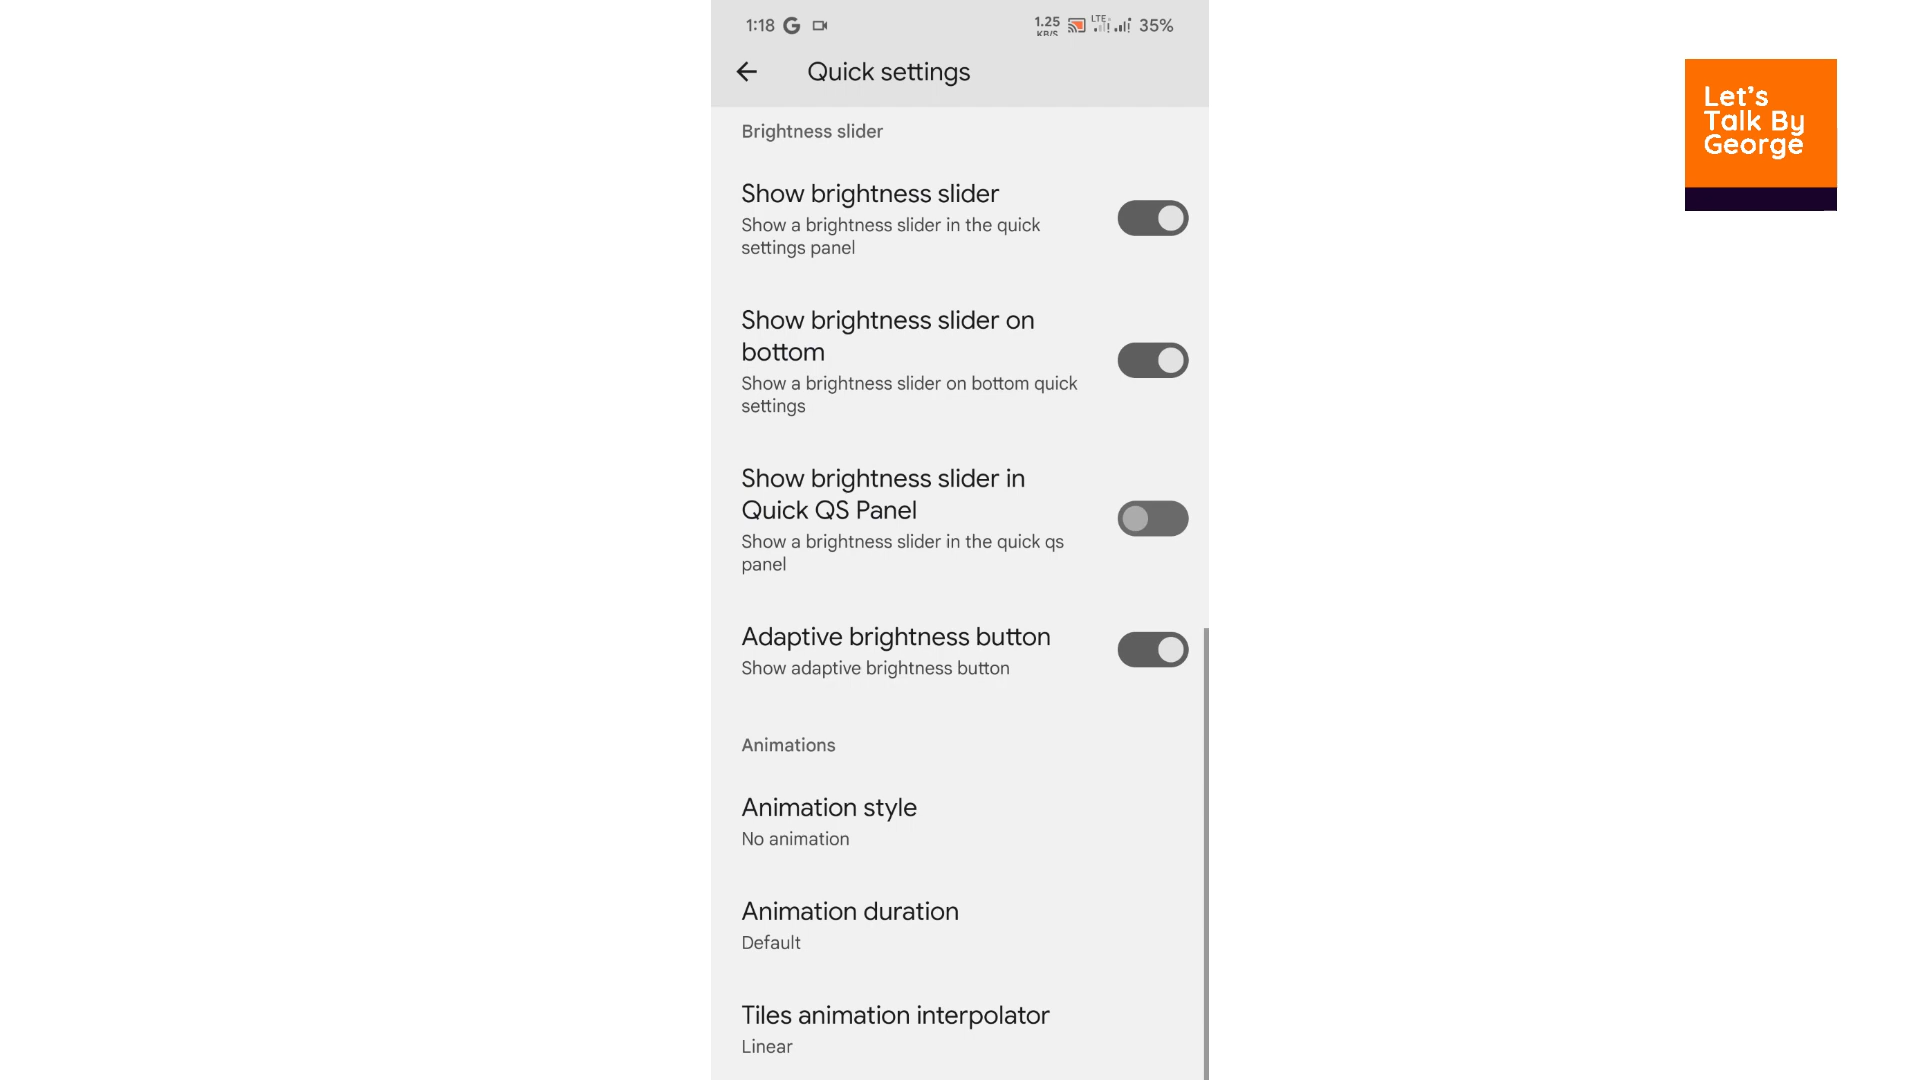 1:18
1.25
KB/S
LTE
35%
Quick settings
Let's
Talk By
George
Brightness slider
Show brightness slider
Show a brightness slider in the quick
settings panel
Show brightness slider on
bottom
Show a brightness slider on bottom quick
settings
Show brightness slider in
Quick QS Panel
Show a brightness slider in the quick qs
panel
Adaptive brightness button
Show adaptive brightness button
Animations
Animation style
No animation
Animation duration
Default
Tiles animation interpolator
Linear